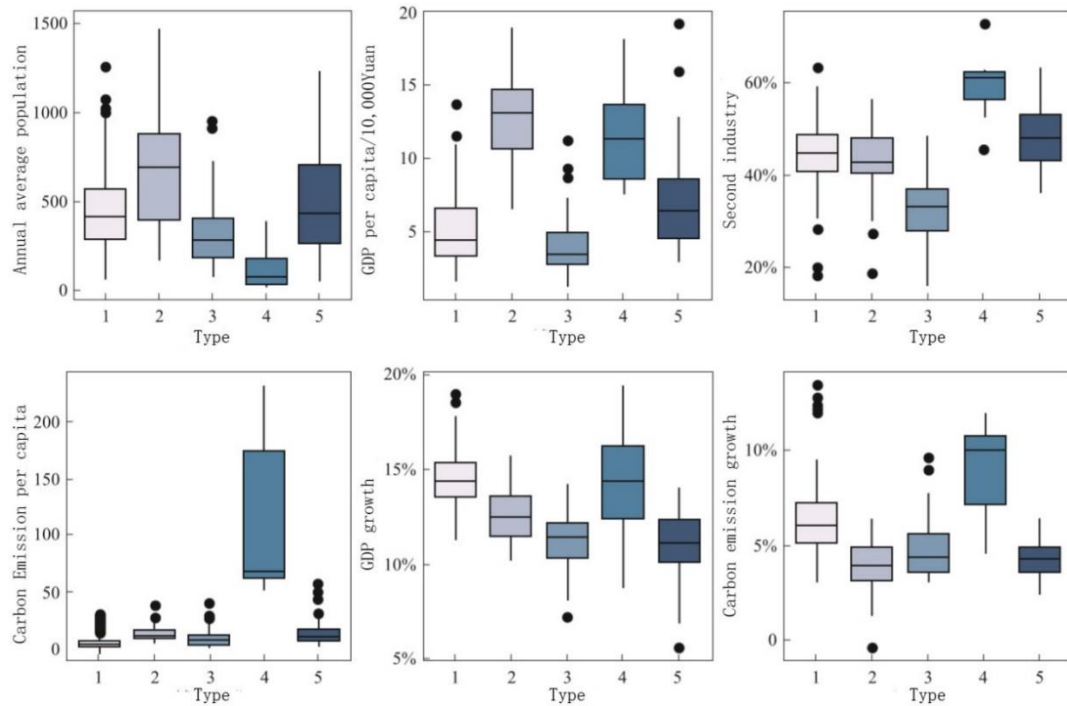 Annual average population
1500
1000
500
0
1 2 3 4 5
Type
GDP per capita/10,000Yuan
20
15
10
5
1 2 3 4 5
Type
Second industry
60%
40%
20%
1 2 3 4 5
Type
Carbon Emission per capita
200
150
100
50
0
1 2 3 4 5
Type
GDP growth
20%
15%
10%
5%
1 2 3 4 5
Type
Carbon emission growth
10%
5%
0
1 2 3 4 5
Type